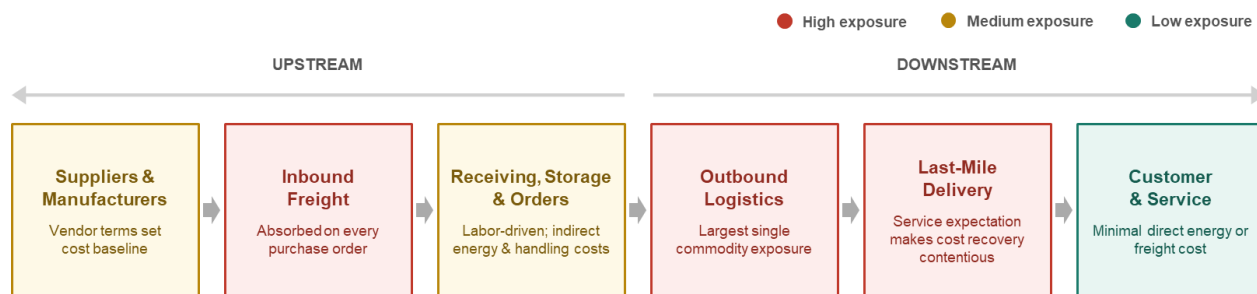 High exposure
Medium exposure
Low exposure
UPSTREAM
DOWNSTREAM
Suppliers &
Manufacturers
Vendor terms set
cost baseline
Inbound
Freight
Absorbed on every
purchase order
Receiving, Storage
& Orders
Labor-driven; indirect
energy & handling costs
Outbound
Logistics
Largest single
commodity exposure
Last-Mile
Delivery
Service expectation
makes cost recovery
contentious
Customer
& Service
Minimal direct energy or
freight cost